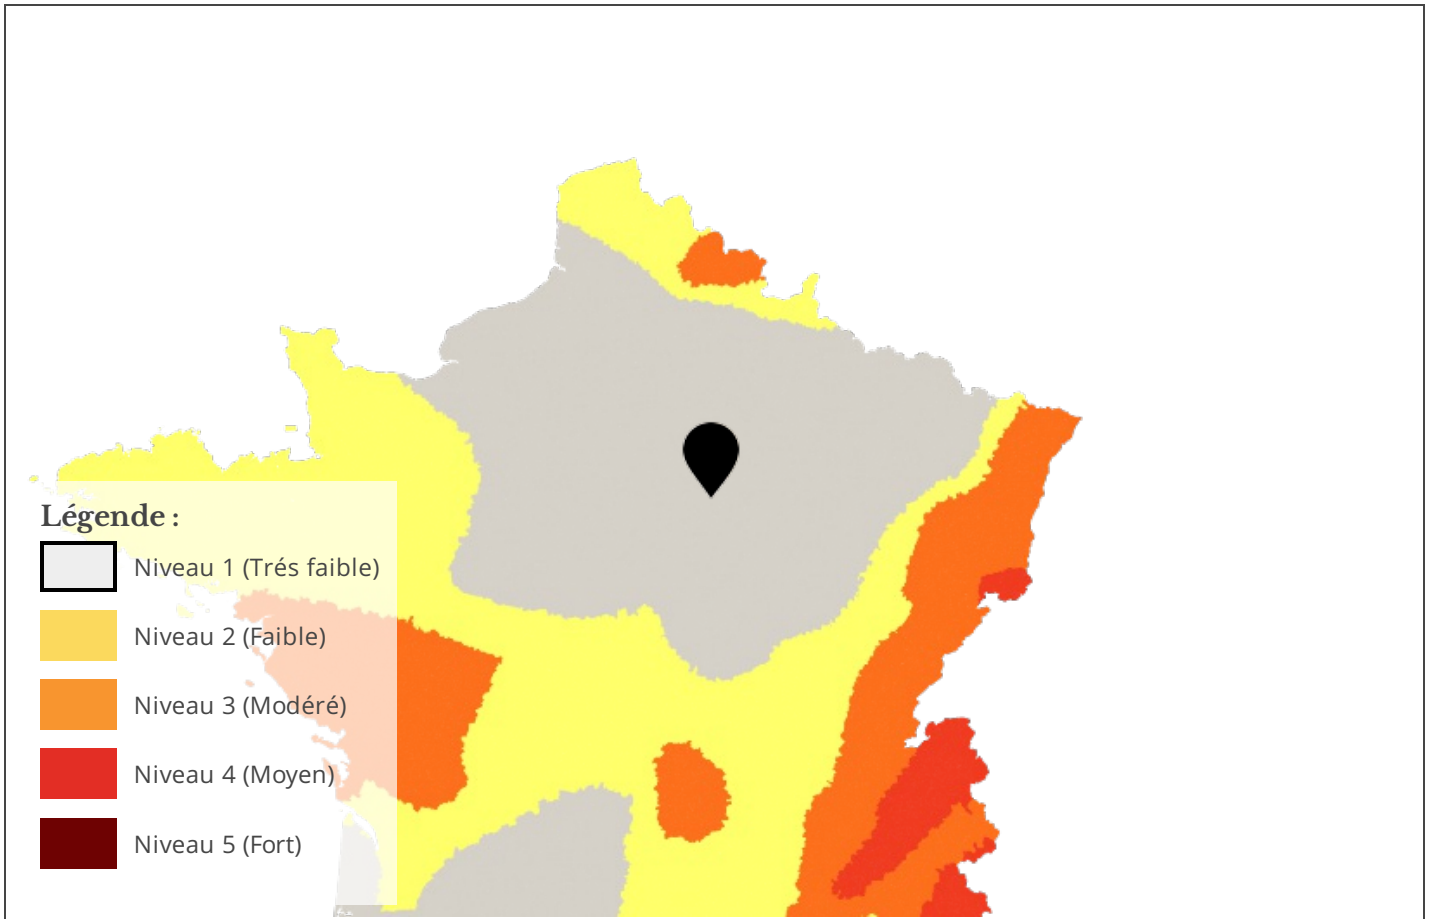 Légende :
Niveau 1 (Trés faible)
Niveau 2 (Faible)
Niveau 3 (Modéré)
Niveau 4 (Moyen)
Niveau 5 (Fort)